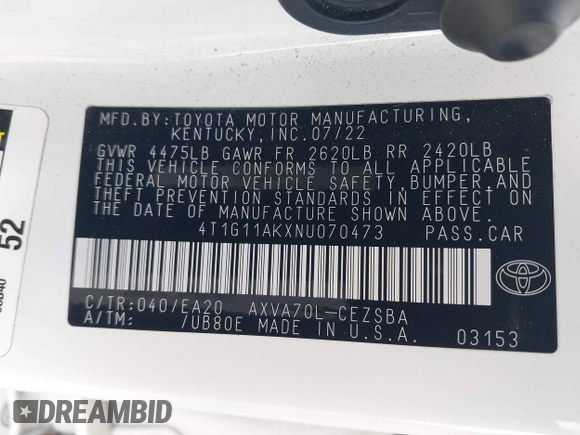 MFD.BY:TOYOTA MOTOR MANUFACTURING,
KENTUCKY,INC.07/22
GVWR 4475LB GAWR FR 2620LB RR 2420LB
THIS VEHICLE CONFORMS TO ALL APPLICABLE
FEDERAL MOTOR VEHICLE SAFETY,BUMPER,AND
THEFT PREVENTION STANDARDS IN EFFECT ON
THE DATE OF MANUFACTURE SHOWN ABOVE.
4T1G11AKXNU070473 PASS.CAR
C/TR:040/EA20 AXVA70L-CEZSBA
A/TM: /UB80E MADE IN U.S.A. 03153
TOYOTA
52
DREAMBID